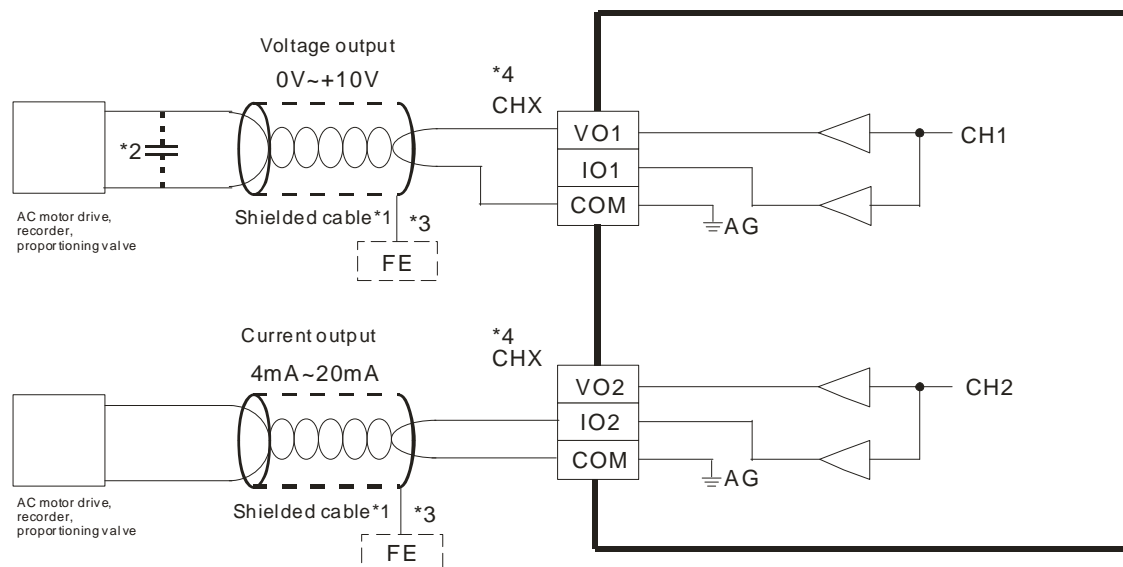 Voltage output
0V~+10V
*4
CHX
*2
VO1
CH1
IO1
COM
AG
AC motor drive,
recorder,
proportioning valve
Shielded cable*1
*3
FE
Current output
4mA~20mA
*4
CHX
VO2
CH2
IO2
COM
AG
AC motor drive,
recorder,
proportioning valve
Shielded cable*1
*3
FE